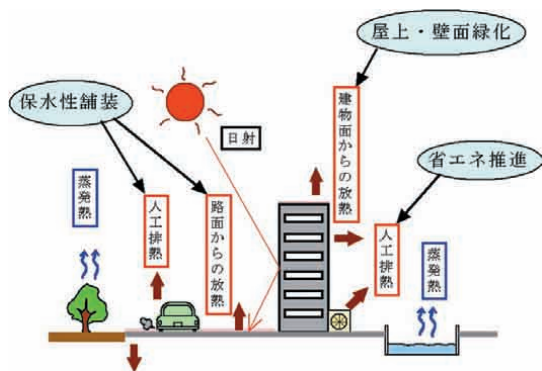 屋上・壁面緑化
保水性舗装
日射
建物面からの放熱
省エネ推進
蒸発熱
人工排熱
路面からの放熱
人工排熱
蒸発熱